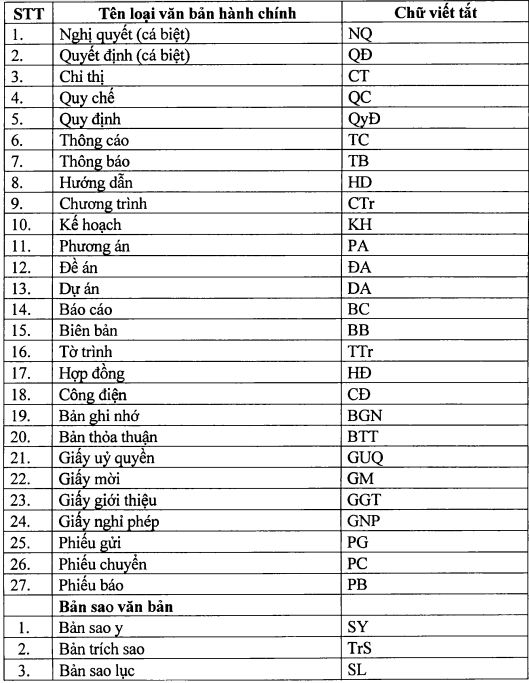 STT Tên loại văn bản hành chính Chữ viết tắt
1. Nghị quyết (cá biệt) NQ
2. Quyết định (cá biệt) QĐ
3. Chỉ thị CT
4. Quy chế QC
5. Quy định QyĐ
6. Thông cáo TC
7. Thông báo TB
8. Hướng dẫn HD
9. Chương trình CTr
10. Kế hoạch KH
11. Phương án PA
12. Đề án ĐA
13. Dự án DA
14. Báo cáo BC
15. Biên bản BB
16. Tờ trình TTr
17. Hợp đồng HĐ
18. Công điện CĐ
19. Bản ghi nhớ BGN
20. Bản thỏa thuận BTT
21. Giấy uỷ quyền GUQ
22. Giấy mời GM
23. Giấy giới thiệu GGT
24. Giấy nghỉ phép GNP
25. Phiếu gửi PG
26. Phiếu chuyển PC
27. Phiếu báo PB
Bản sao văn bản
1. Bản sao y SY
2. Bản trích sao TrS
3. Bản sao lục SL